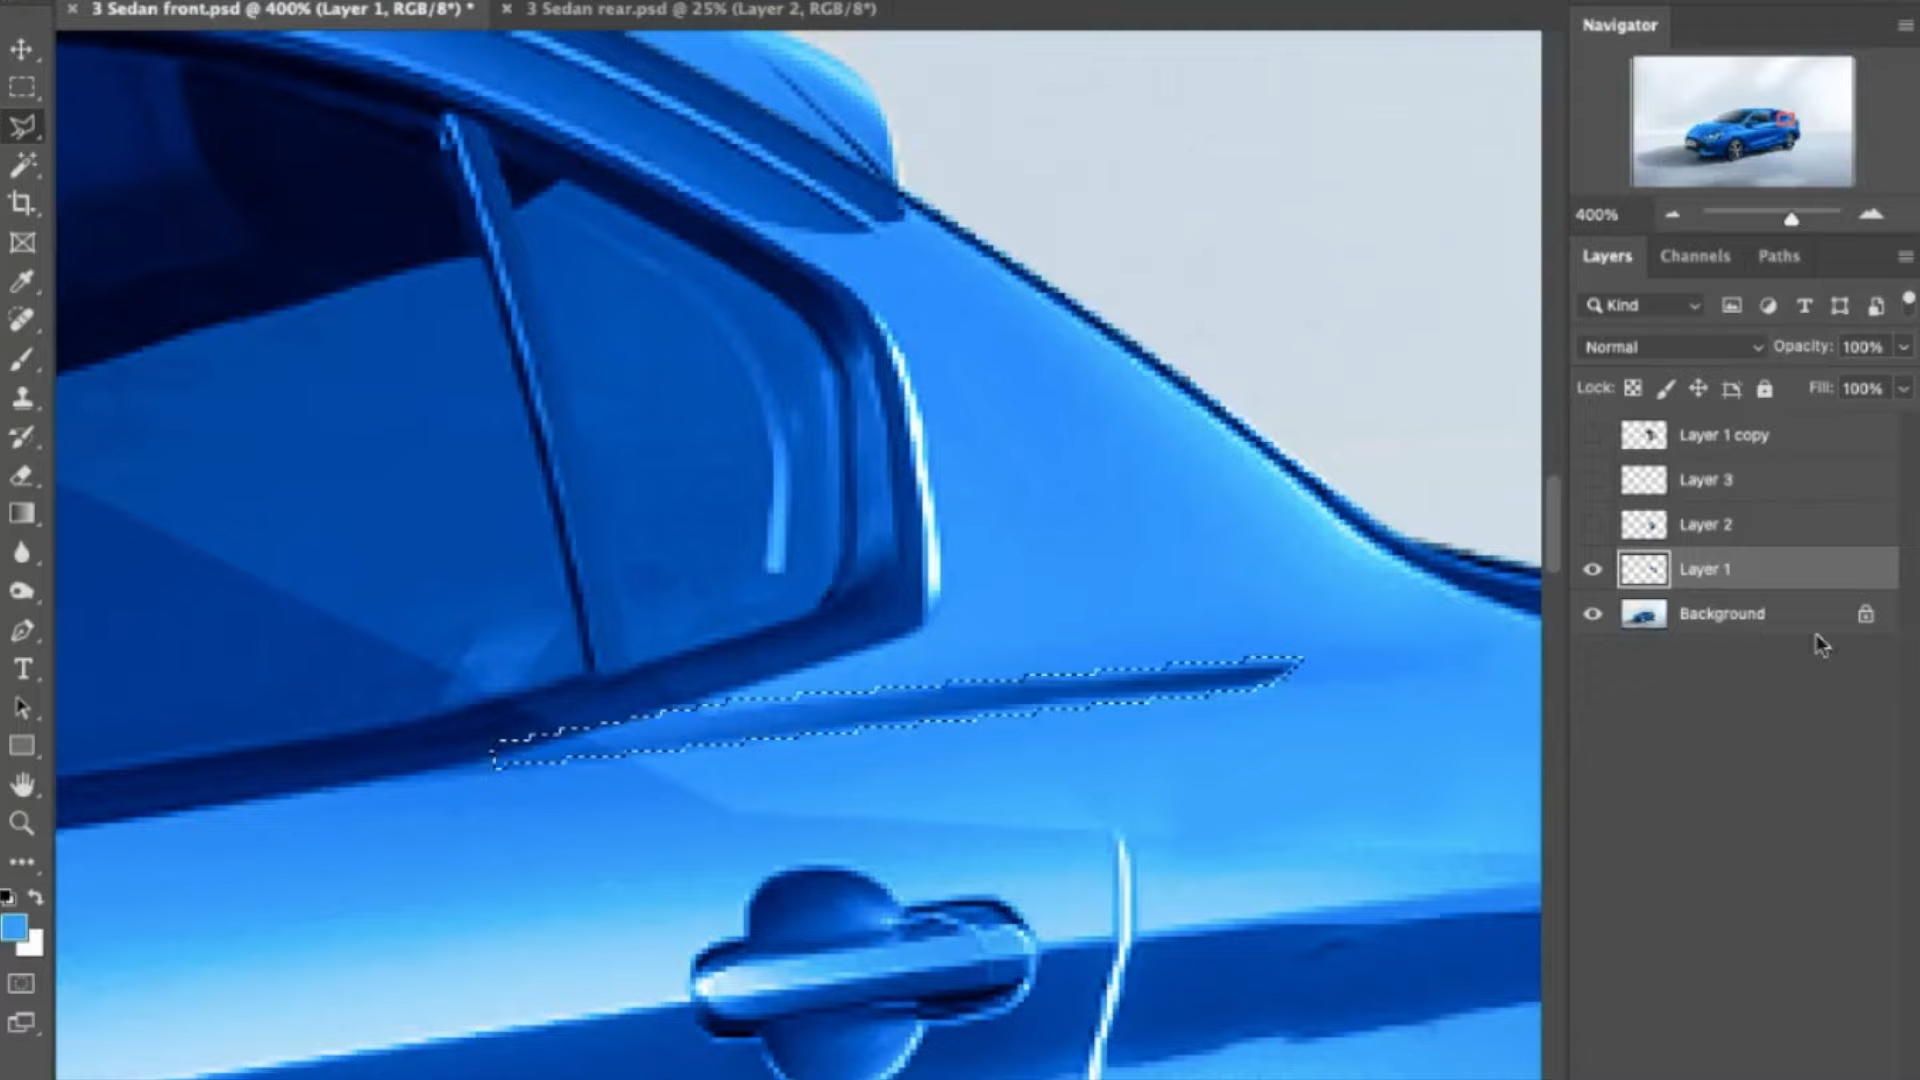 × 3 Sedan front.psd @ 400% (Layer 1, RGB/8*) *
× 3 Sedan rear.psd @ 25% (Layer 2, RGB/8*)
Navigator
400%
Layers Channels Paths
Kind
Normal Opacity: 100%
Lock: Fill: 100%
Layer 1 copy
Layer 3
Layer 2
Layer 1
Background